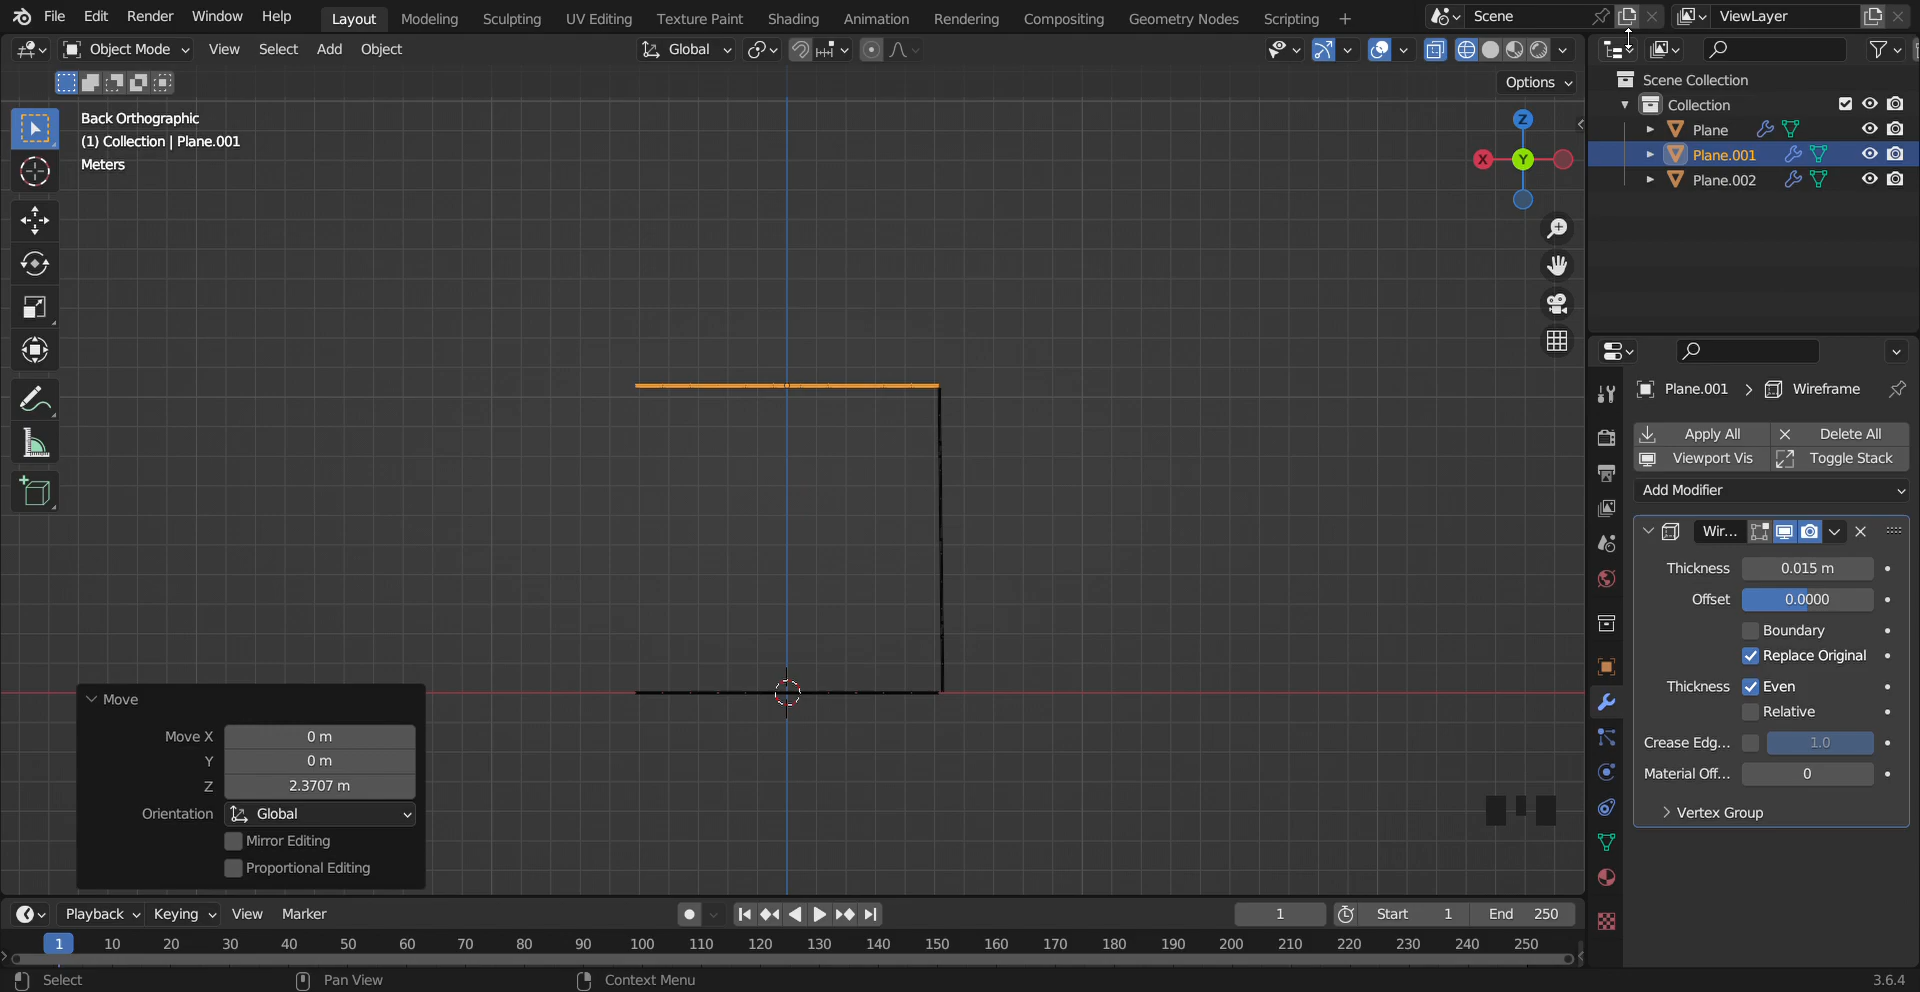 File Edit Render Window Help Layout Modeling Sculpting UV Editing Texture Paint Shading Animation Rendering Compositing Geometry Nodes Scripting + Scene ViewLayer
Object Mode View Select Add Object Global
Options
Back Orthographic
(1) Collection | Plane.001
Meters
Z
X
Y
Scene Collection
Collection
Plane
Plane.001
Plane.002
Plane.001 > Wireframe
Apply All Delete All
Viewport Vis Toggle Stack
Add Modifier
Wir...
Thickness 0.015 m
Offset 0.0000
Boundary
Replace Original
Thickness Even
Relative
Crease Edg... 1.0
Material Off... 0
Vertex Group
Move
Move X 0 m
Y 0 m
Z 2.3707 m
Orientation Global
Mirror Editing
Proportional Editing
Playback Keying View Marker 1 Start 1 End 250
1 10 20 30 40 50 60 70 80 90 100 110 120 130 140 150 160 170 180 190 200 210 220 230 240 250
Select Pan View Context Menu 3.6.4